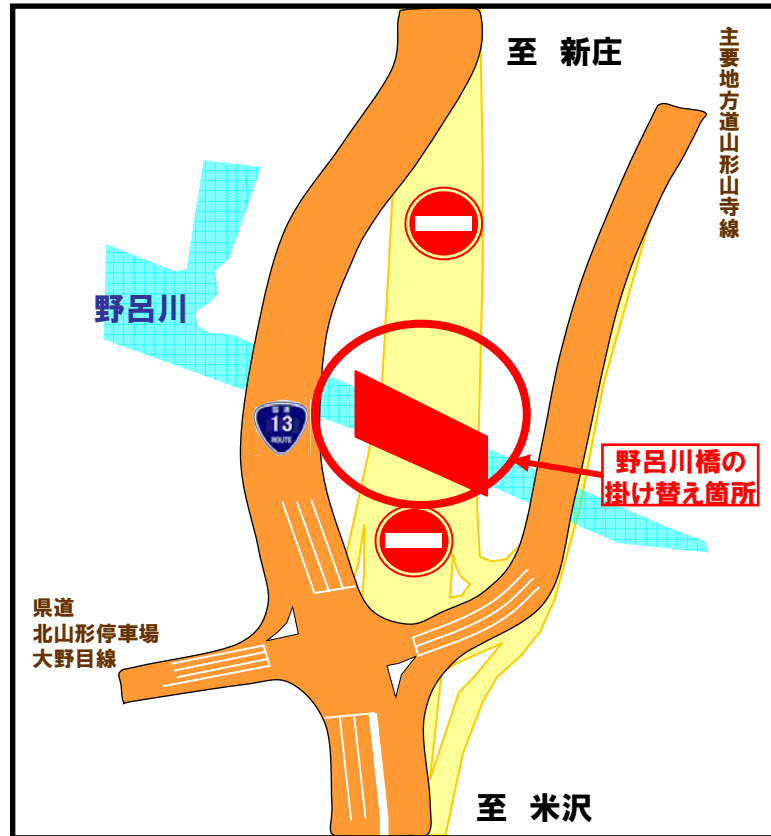 至 新庄
主要地方道山形山寺線
野呂川
国道
13
ROUTE
野呂川橋の
掛け替え箇所
県道
北山形停車場
大野目線
至 米沢